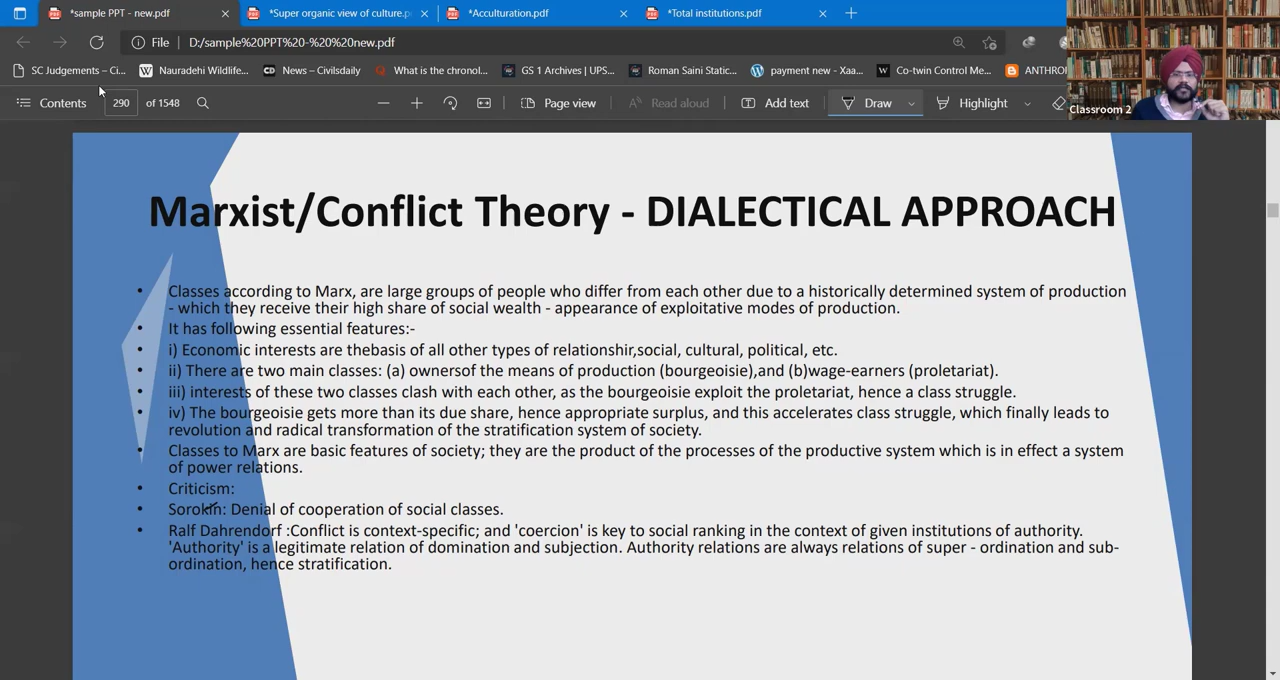 *sample PPT - new.pdf
*Super organic view of culture.p
*Acculturation.pdf
*Total institutions.pdf
File D:/sample%20PPT%20-%20%20new.pdf
SC Judgements – Ci...
Nauradehi Wildlife...
CD News – Civilsdaily
What is the chronol...
GS 1 Archives | UPS...
Roman Saini Static...
payment new - Xaa...
Co-twin Control Me...
ANTHRO
Contents 290 of 1548
Page view
Read aloud
Add text
Draw
Highlight
Classroom 2
Marxist/Conflict Theory - DIALECTICAL APPROACH
• Classes according to Marx, are large groups of people who differ from each other due to a historically determined system of production
- which they receive their high share of social wealth - appearance of exploitative modes of production.
• It has following essential features:-
• i) Economic interests are thebasis of all other types of relationshir,social, cultural, political, etc.
• ii) There are two main classes: (a) ownersof the means of production (bourgeoisie),and (b)wage-earners (proletariat).
• iii) interests of these two classes clash with each other, as the bourgeoisie exploit the proletariat, hence a class struggle.
• iv) The bourgeoisie gets more than its due share, hence appropriate surplus, and this accelerates class struggle, which finally leads to
revolution and radical transformation of the stratification system of society.
• Classes to Marx are basic features of society; they are the product of the processes of the productive system which is in effect a system
of power relations.
• Criticism:
• Sorokin: Denial of cooperation of social classes.
• Ralf Dahrendorf :Conflict is context-specific; and 'coercion' is key to social ranking in the context of given institutions of authority.
'Authority' is a legitimate relation of domination and subjection. Authority relations are always relations of super - ordination and sub-
ordination, hence stratification.